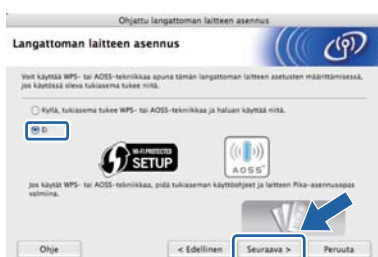 Ohjattu langattoman laitteen asennus
Langattoman laitteen asennus
Voit käyttää WPS- tai AOSS-tekniikkaa apuna tämän langattoman laitteen asetusten määrittämisessä,
jos käytössä oleva tukiasema tukee niitä.
Kyllä, tukiasema tukee WPS- tai AOSS-tekniikkaa ja haluan käyttää niitä.
Ei
WI-FI PROTECTED
SETUP
AOSS
Jos käytät WPS- tai AOSS-tekniikkaa, pidä tukiaseman käyttöohjeet ja laitteen Pika-asennusopas
valmiina.
Ohje
< Edellinen
Seuraava >
Peruuta